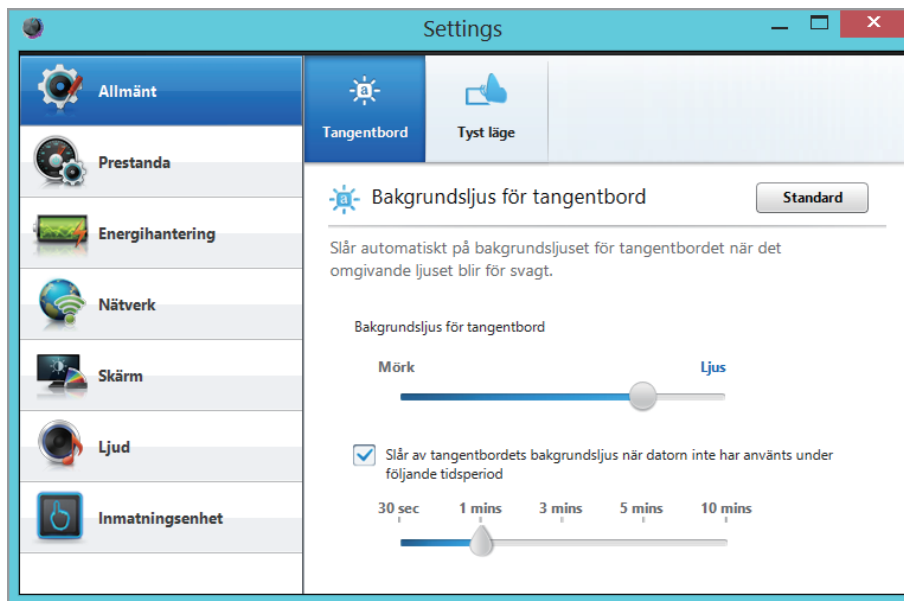 Settings
Allmänt
Prestanda
Energihantering
Nätverk
Skärm
Ljud
Inmatningsenhet
a
Tangentbord
Tyst läge
a
Bakgrundsljus för tangentbord
Standard
Slår automatiskt på bakgrundsljuset för tangentbordet när det
omgivande ljuset blir för svagt.
Bakgrundsljus för tangentbord
Mörk Ljus
Slår av tangentbordets bakgrundsljus när datorn inte har använts under
följande tidsperiod
30 sec 1 mins 3 mins 5 mins 10 mins